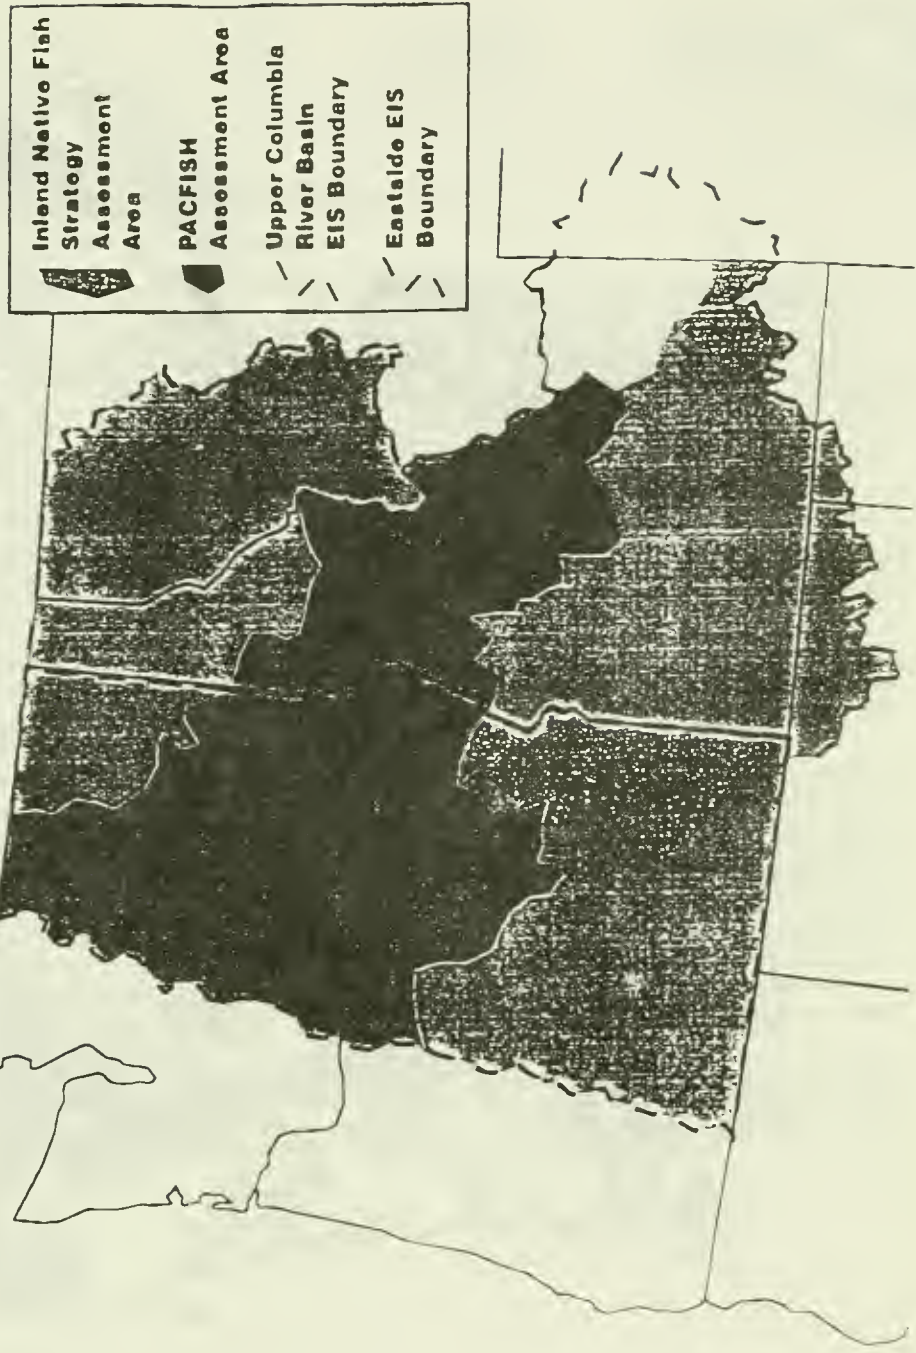 Inland Native Fish
Strategy
Assessment
Area
PACFISH
Assessment Area
Upper Columbia
River Basin
EIS Boundary
Eastside EIS
Boundary